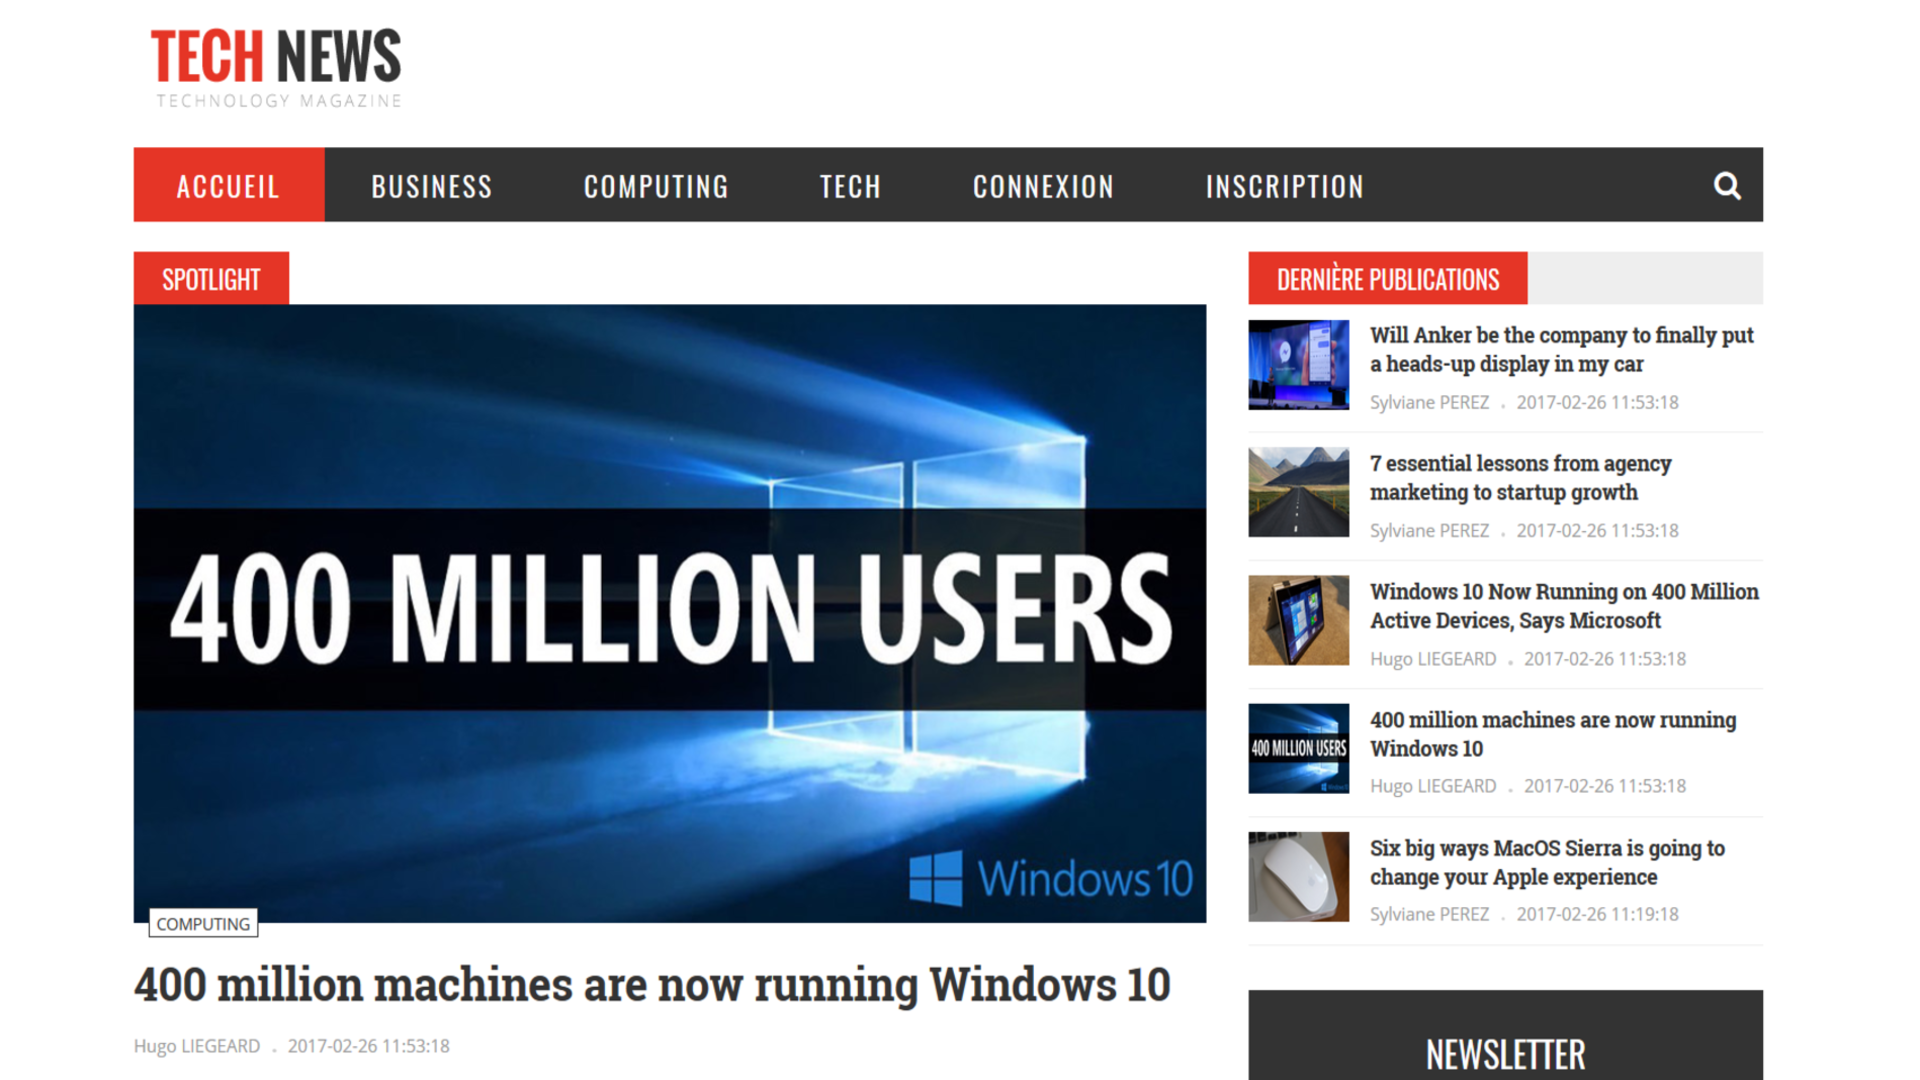 TECH NEWS
TECHNOLOGY MAGAZINE
ACCUEIL
BUSINESS
COMPUTING
TECH
CONNEXION
INSCRIPTION
SPOTLIGHT
400 MILLION USERS
Windows 10
COMPUTING
400 million machines are now running Windows 10
Hugo LIEGEARD . 2017-02-26 11:53:18
DERNIÈRE PUBLICATIONS
Will Anker be the company to finally put
a heads-up display in my car
Sylviane PEREZ . 2017-02-26 11:53:18
7 essential lessons from agency
marketing to startup growth
Sylviane PEREZ . 2017-02-26 11:53:18
Windows 10 Now Running on 400 Million
Active Devices, Says Microsoft
Hugo LIEGEARD . 2017-02-26 11:53:18
400 MILLION USERS
400 million machines are now running
Windows 10
Hugo LIEGEARD . 2017-02-26 11:53:18
Six big ways MacOS Sierra is going to
change your Apple experience
Sylviane PEREZ . 2017-02-26 11:19:18
NEWSLETTER